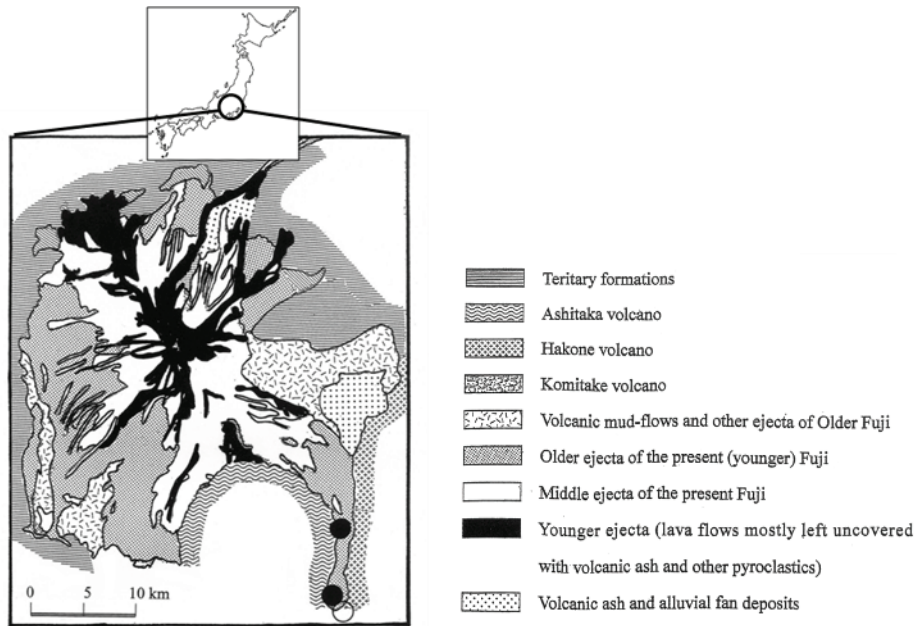 0 5 10 km
Teritary formations
Ashitaka volcano
Hakone volcano
Komitake volcano
Volcanic mud-flows and other ejecta of Older Fuji
Older ejecta of the present (younger) Fuji
Middle ejecta of the present Fuji
Younger ejecta (lava flows mostly left uncovered
with volcanic ash and other pyroclastics)
Volcanic ash and alluvial fan deposits